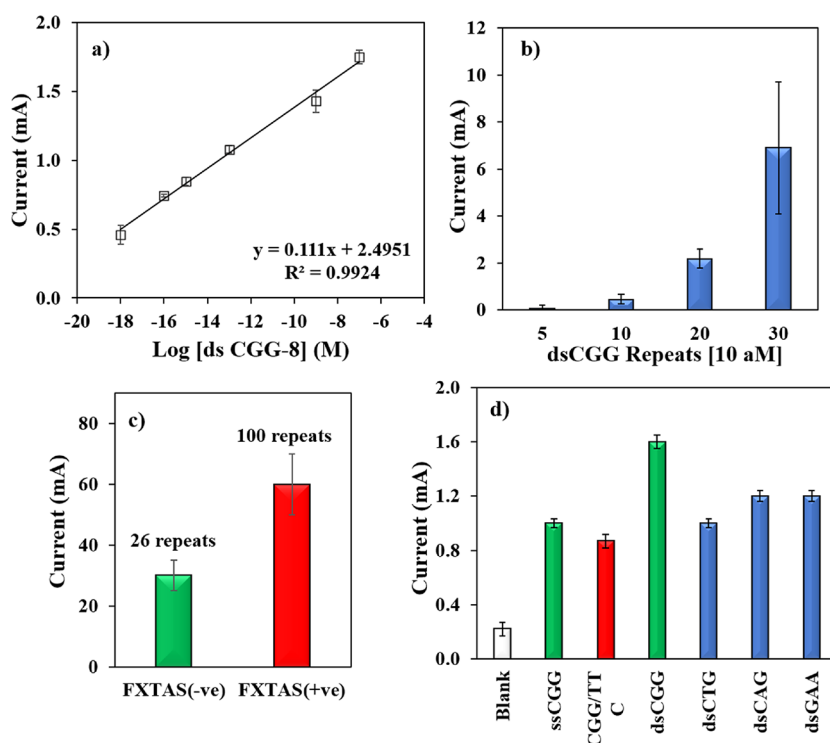 a)
2.0
1.5
1.0
0.5
0.0
Current (mA)
-20 -18 -16 -14 -12 -10 -8 -6 -4
Log [ds CGG-8] (M)
y = 0.111x + 2.4951
R² = 0.9924
b)
12
10
8
6
4
2
0
Current (mA)
5 10 20 30
dsCGG Repeats [10 aM]
c)
80
60
40
20
0
Current (mA)
26 repeats
100 repeats
FXTAS(-ve) FXTAS(+ve)
d)
2.0
1.6
1.2
0.8
0.4
0.0
Current (mA)
Blank
ssCGG
CGG/TT
C
dsCGG
dsCTG
dsCAG
dsGAA